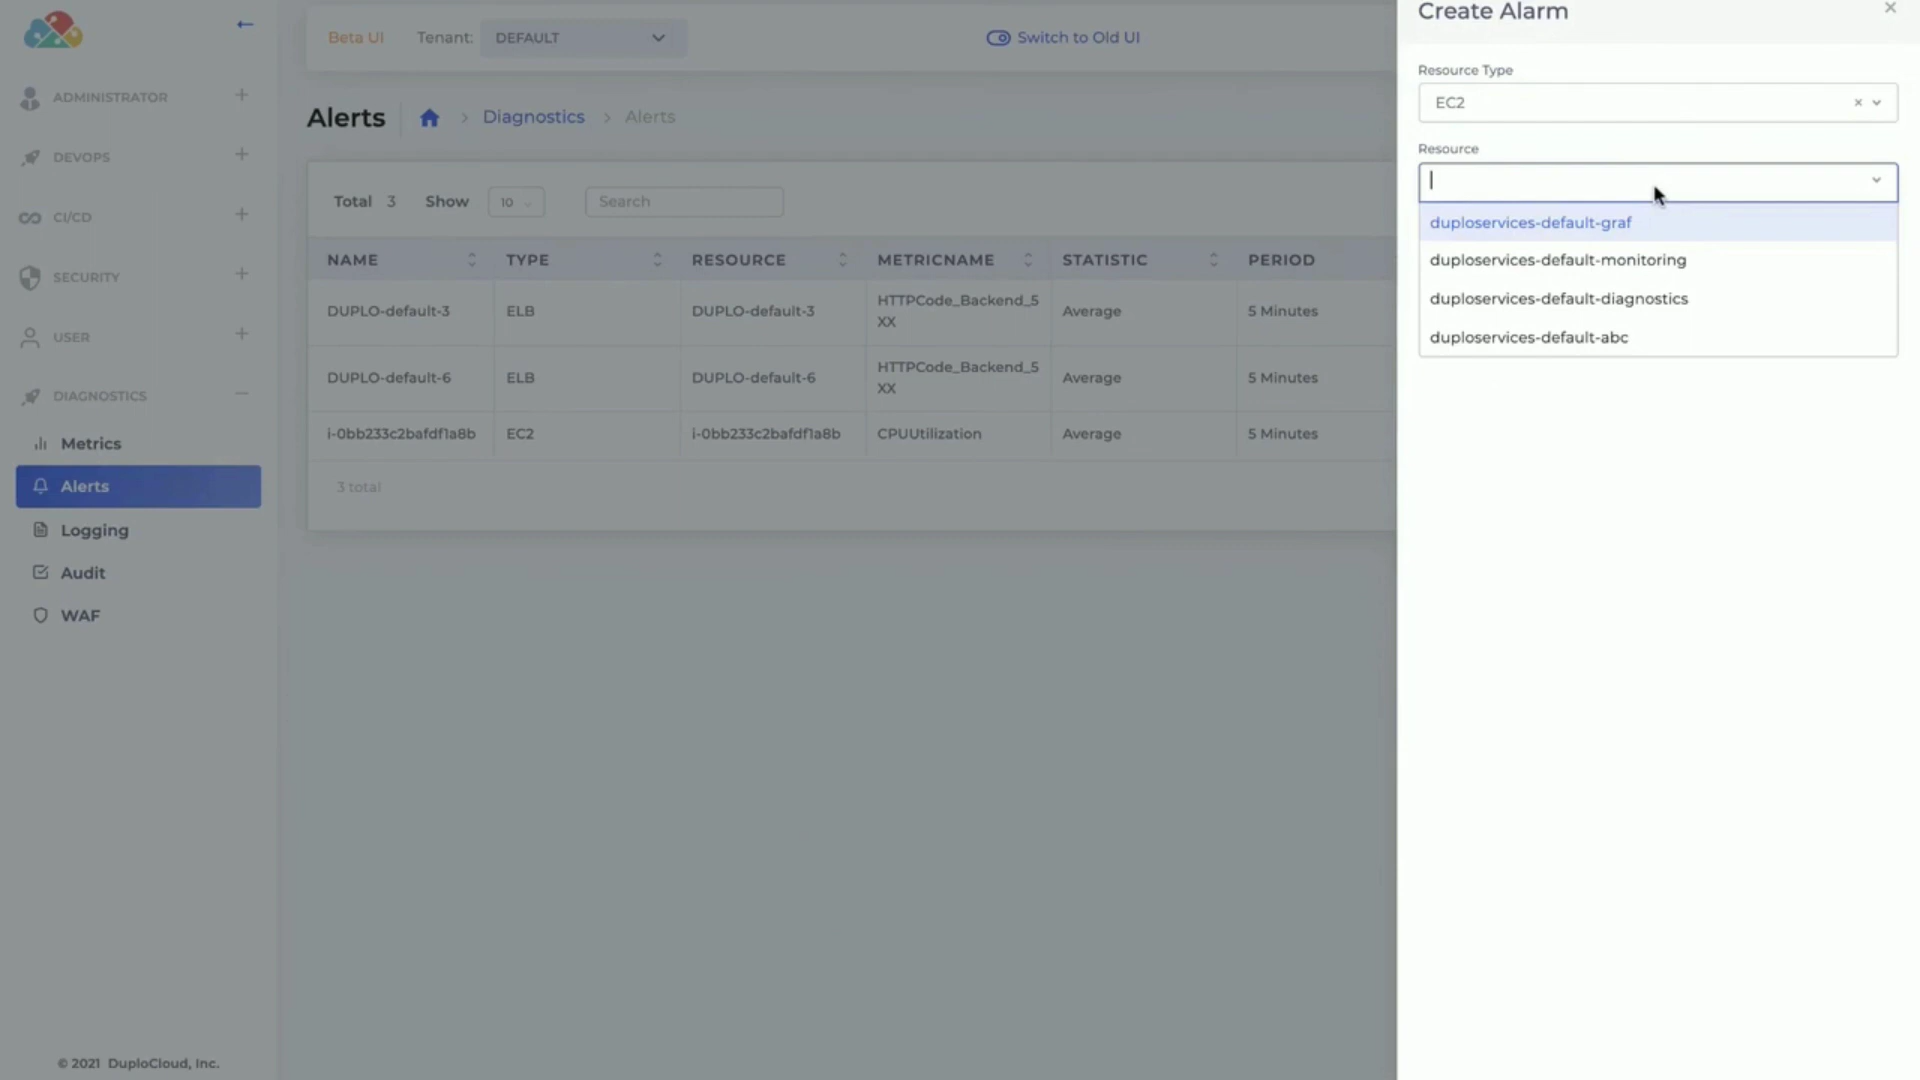 ADMINISTRATOR
DEVOPS
CI/CD
SECURITY
USER
DIAGNOSTICS
Metrics
Alerts
Logging
Audit
WAF
© 2021 DuploCloud, Inc.
Beta UI Tenant: DEFAULT Switch to Old UI
Alerts Diagnostics Alerts
Total 3 Show 10 Search
NAME TYPE RESOURCE METRICNAME STATISTIC PERIOD
DUPLO-default-3 ELB DUPLO-default-3 HTTPCode_Backend_5 Average 5 Minutes
XX
DUPLO-default-6 ELB DUPLO-default-6 HTTPCode_Backend_5 Average 5 Minutes
XX
i-0bb233c2bafdf1a8b EC2 i-0bb233c2bafdf1a8b CPUUtilization Average 5 Minutes
3 total
Create Alarm
Resource Type
EC2
Resource
duploservices-default-graf
duploservices-default-monitoring
duploservices-default-diagnostics
duploservices-default-abc